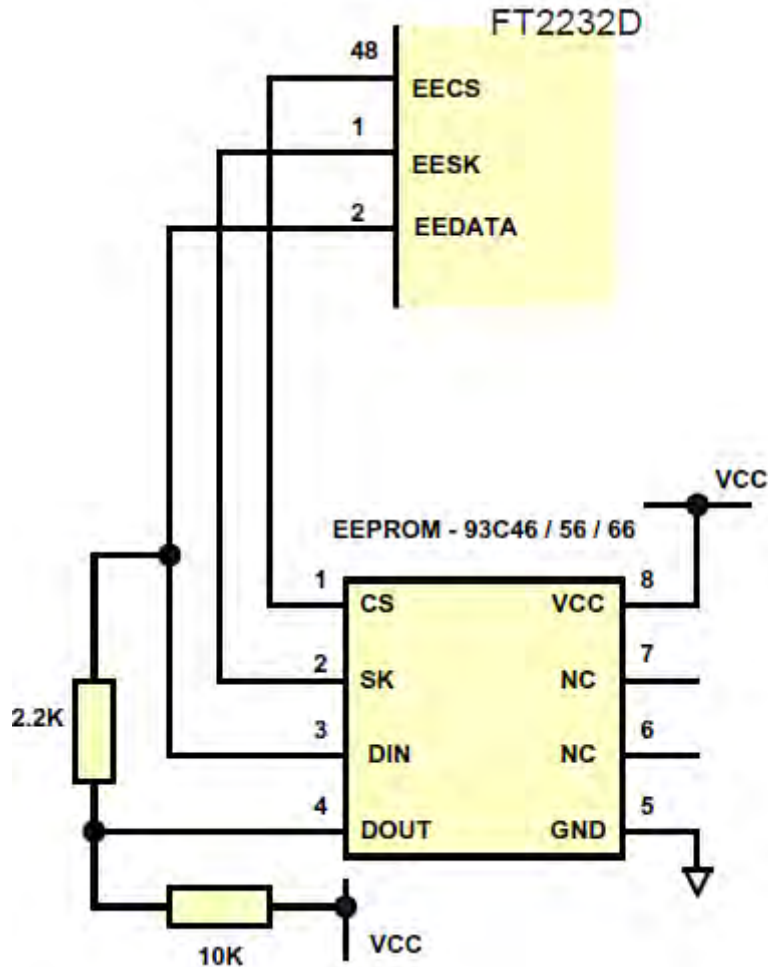 FT2232D
48
EECS
1
EESK
2
EEDATA
VCC
EEPROM - 93C46 / 56 / 66
1
CS
VCC
8
2
SK
NC
7
2.2K
3
DIN
NC
6
4
DOUT
GND
5
10K
VCC